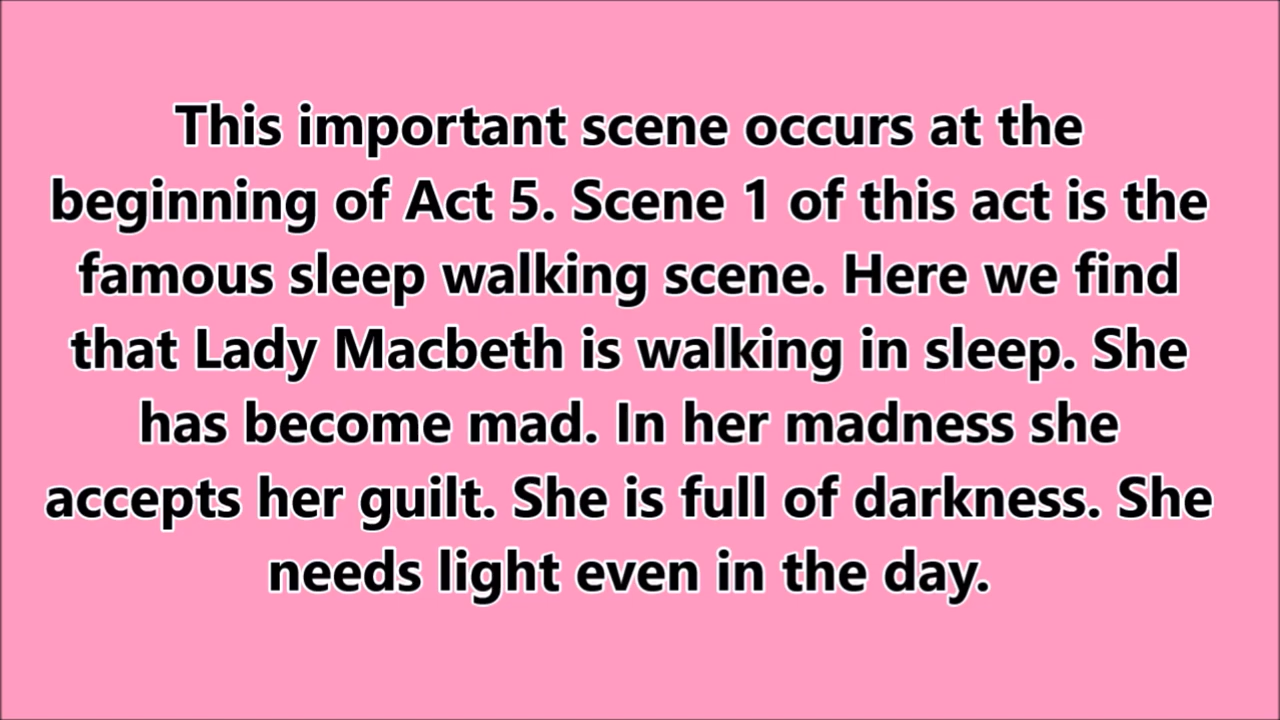 This important scene occurs at the
beginning of Act 5. Scene 1 of this act is the
famous sleep walking scene. Here we find
that Lady Macbeth is walking in sleep. She
has become mad. In her madness she
accepts her guilt. She is full of darkness. She
needs light even in the day.